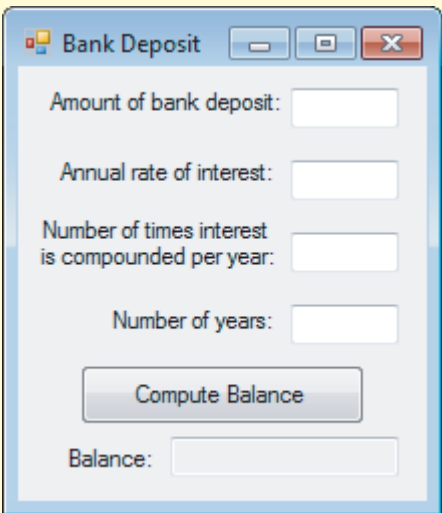 Bank Deposit
Amount of bank deposit:
Annual rate of interest:
Number of times interest
is compounded per year:
Number of years:
Compute Balance
Balance: